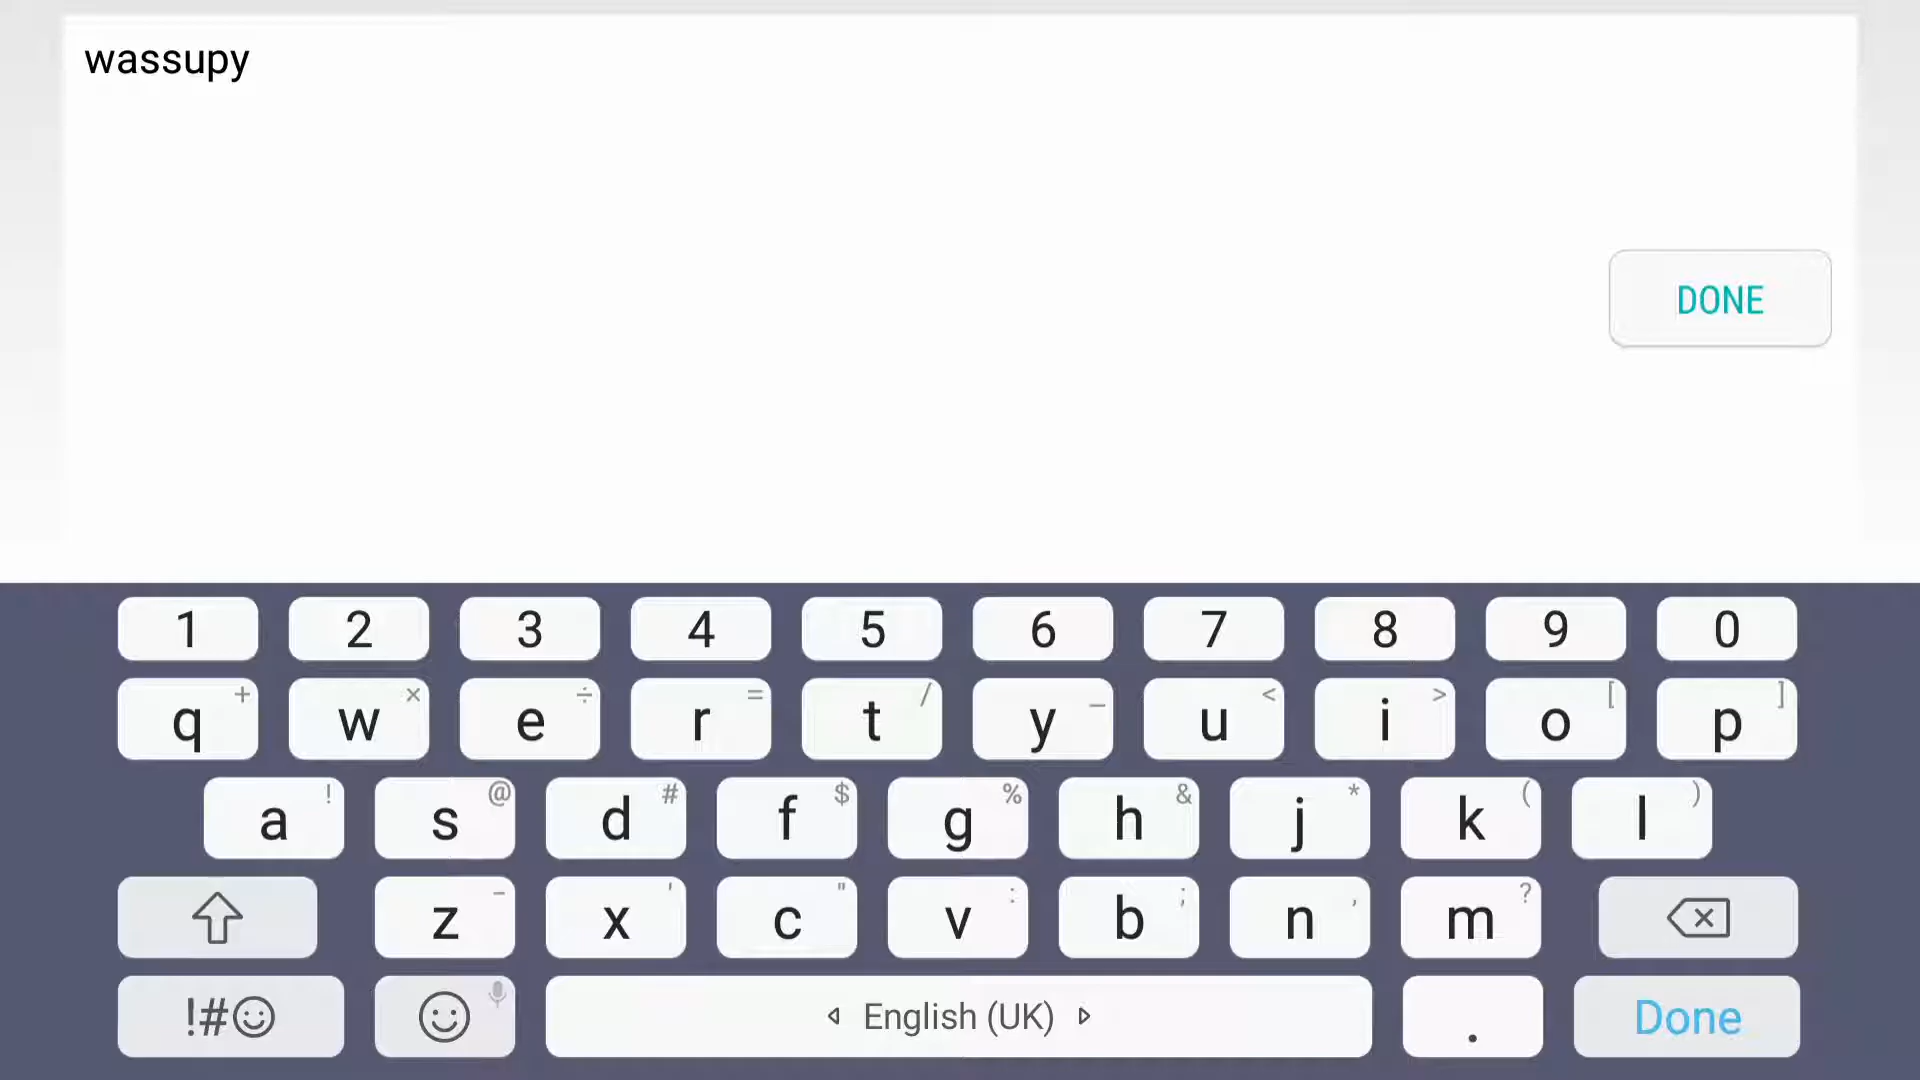 wassupy
DONE
1 2 3 4 5 6 7 8 9 0
q + w × e ÷ r = t / y _ u < i > o [ p ]
a ! s @ d # f $ g % h & j * k ( l )
z - x ' c " v : b ; n , m ?
!#☺ English (UK) . Done